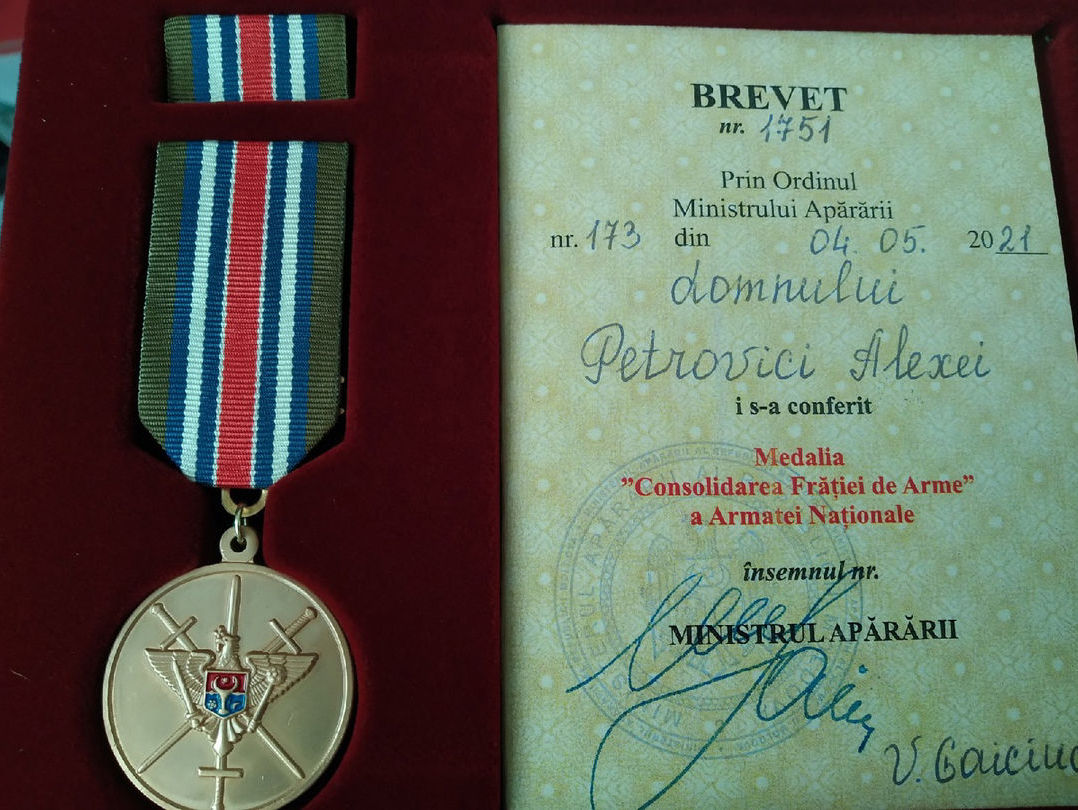 BREVET
nr. 1751
Prin Ordinul
Ministrului Apărării
nr. 173 din 04 05. 2021
domnului
Petrovici Alexei
i s-a conferit
Medalia
”Consolidarea Frăției de Arme”
a Armatei Naționale
însemnul nr.
MINISTRUL APĂRĂRII
V. Gaiciuc